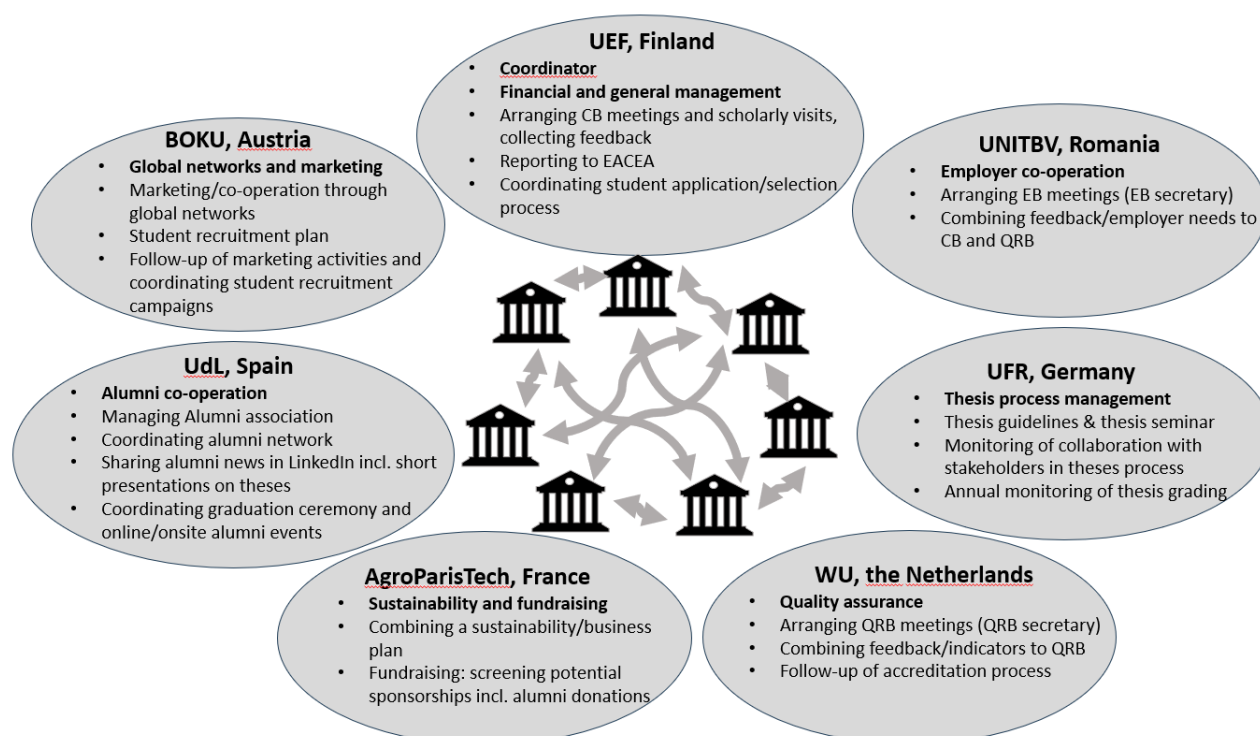 UEF, Finland
• Coordinator
• Financial and general management
• Arranging CB meetings and scholarly visits,
collecting feedback
• Reporting to EACEA
• Coordinating student application/selection
process
BOKU, Austria
• Global networks and marketing
• Marketing/co-operation through
global networks
• Student recruitment plan
• Follow-up of marketing activities and
coordinating student recruitment
campaigns
UNITBV, Romania
• Employer co-operation
• Arranging EB meetings (EB secretary)
• Combining feedback/employer needs to
CB and QRB
UdL, Spain
• Alumni co-operation
• Managing Alumni association
• Coordinating alumni network
• Sharing alumni news in LinkedIn incl. short
presentations on theses
• Coordinating graduation ceremony and
online/onsite alumni events
UFR, Germany
• Thesis process management
• Thesis guidelines & thesis seminar
• Monitoring of collaboration with
stakeholders in theses process
• Annual monitoring of thesis grading
AgroParisTech, France
• Sustainability and fundraising
• Combining a sustainability/business
plan
• Fundraising: screening potential
sponsorships incl. alumni donations
WU, the Netherlands
• Quality assurance
• Arranging QRB meetings (QRB secretary)
• Combining feedback/indicators to QRB
• Follow-up of accreditation process